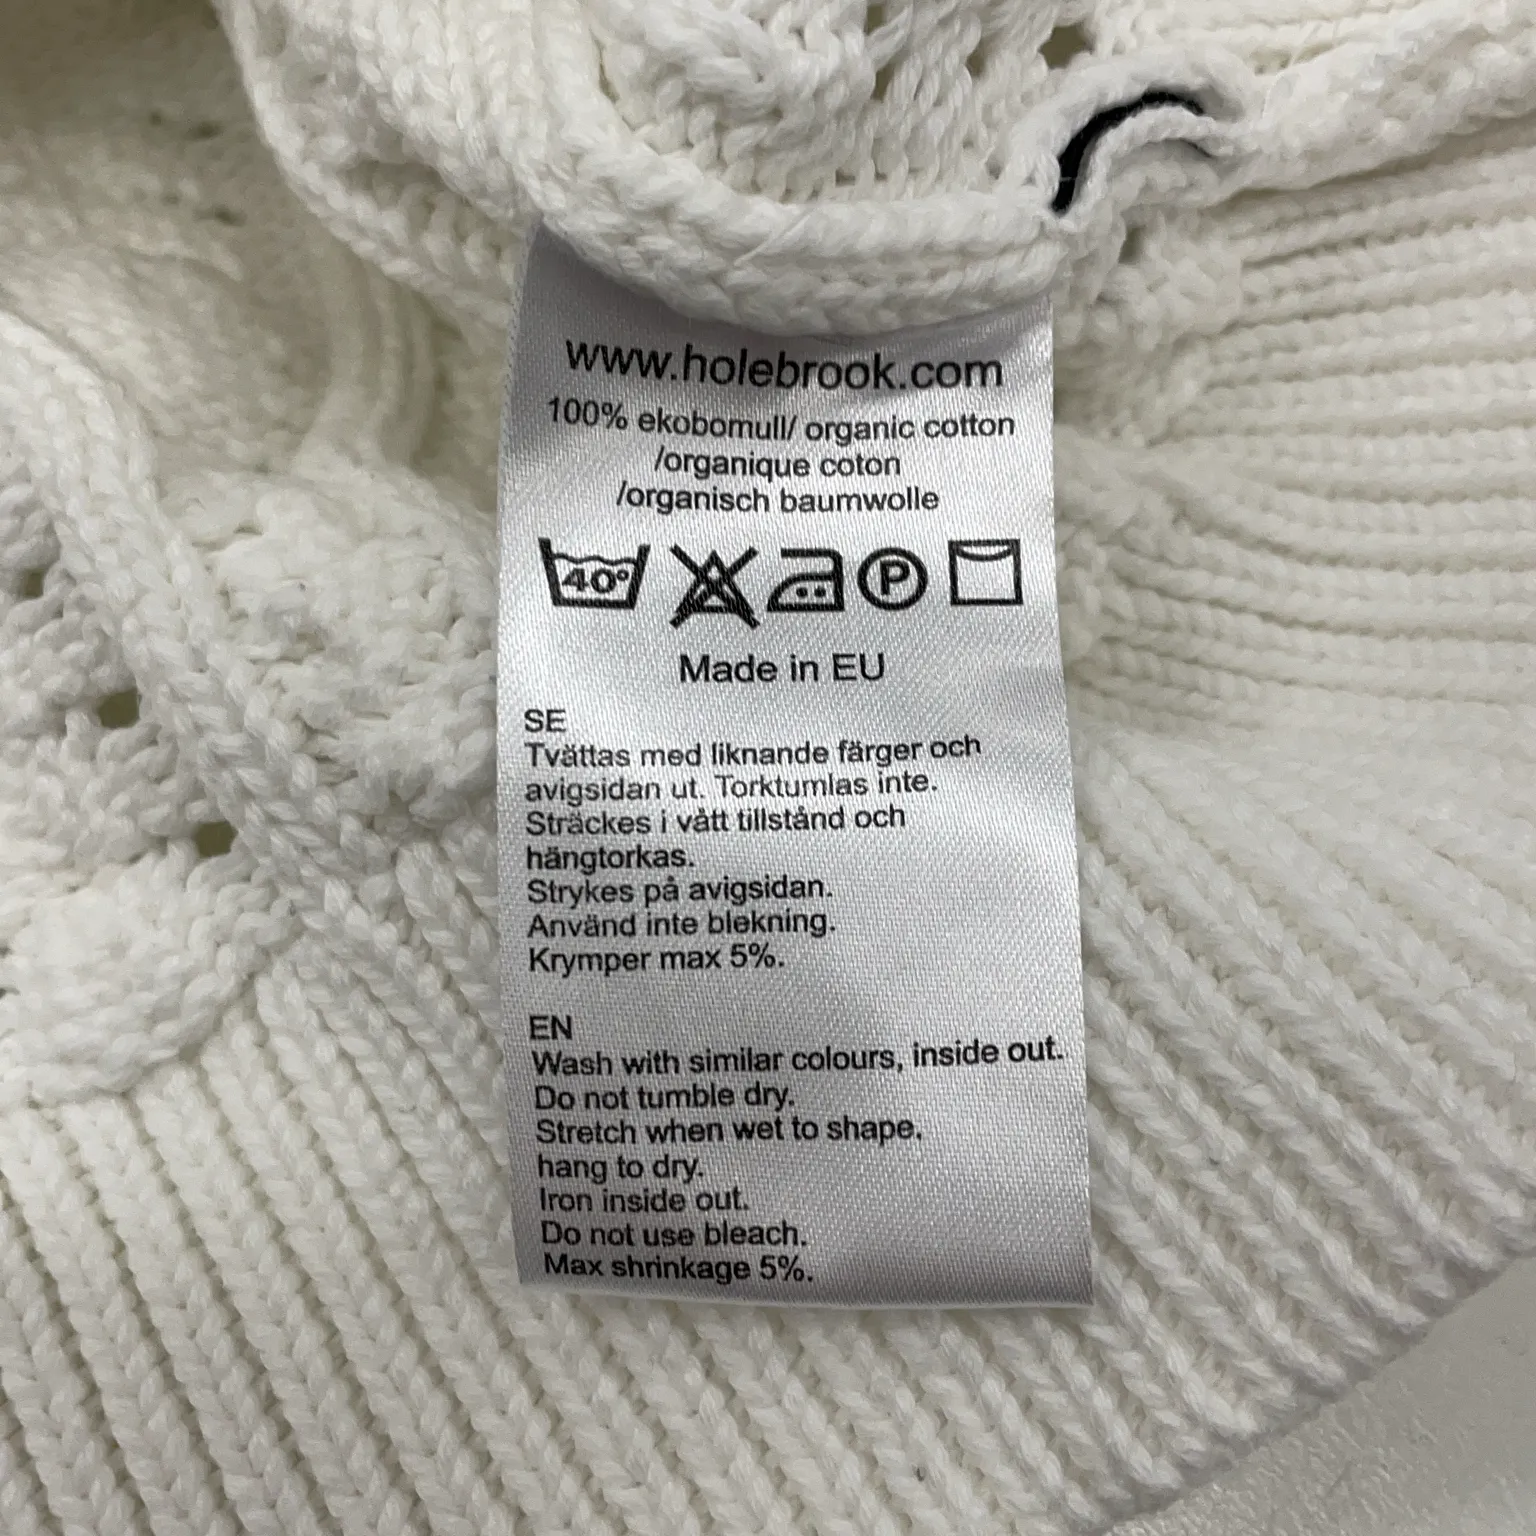 www.holebrook.com
100% ekobomull/ organic cotton
/organique coton
/organisch baumwolle
40° P
Made in EU
SE
Tvättas med liknande färger och
avigsidan ut. Torktumlas inte.
Sträckes i vått tillstånd och
hängtorkas.
Strykes på avigsidan.
Använd inte blekning.
Krymper max 5%.
EN
Wash with similar colours, inside out.
Do not tumble dry.
Stretch when wet to shape,
hang to dry.
Iron inside out.
Do not use bleach.
Max shrinkage 5%.